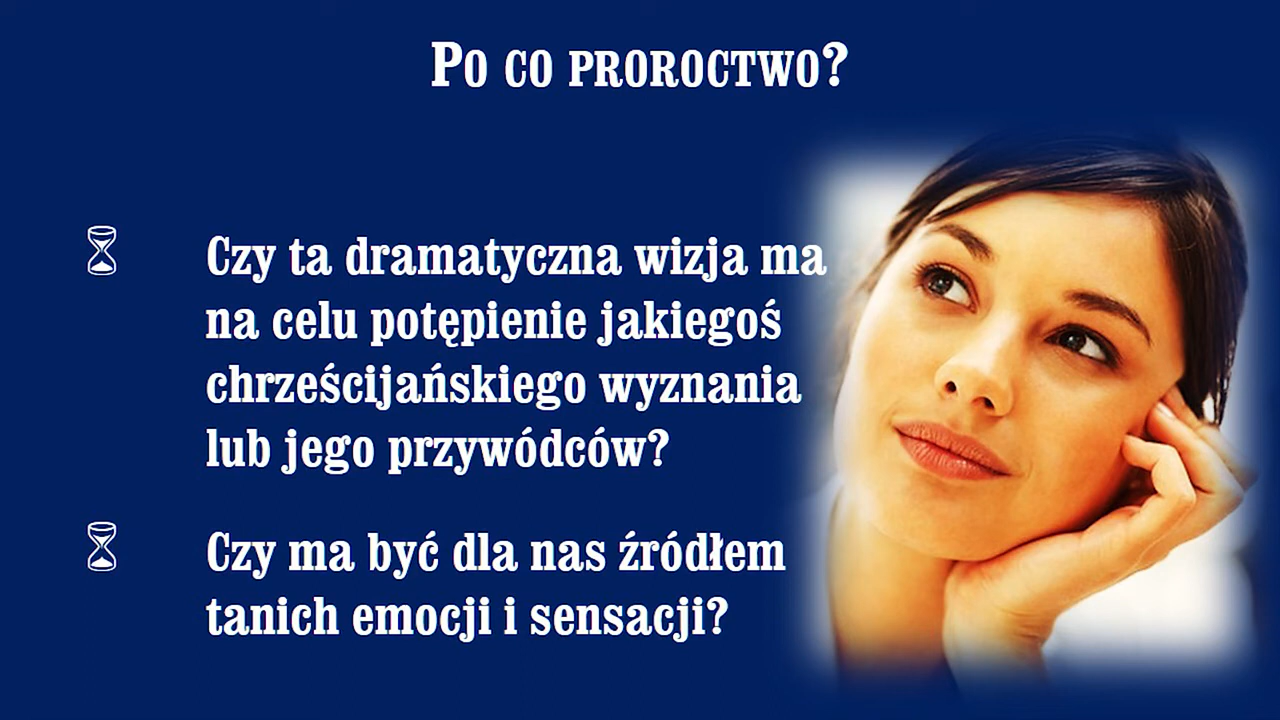 Po co proroctwo?
Czy ta dramatyczna wizja ma
na celu potępienie jakiegoś
chrześcijańskiego wyznania
lub jego przywódców?
Czy ma być dla nas źródłem
tanich emocji i sensacji?